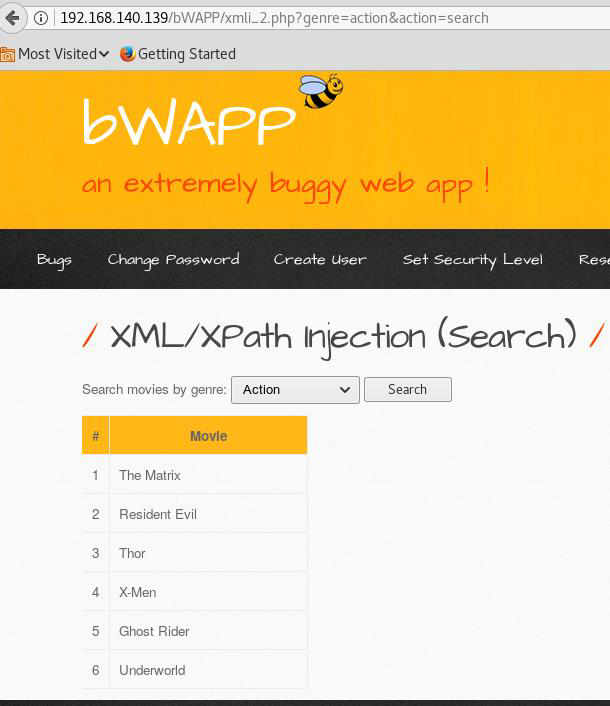 192.168.140.139/bWAPP/xmli_2.php?genre=action&action=search
Most Visited Getting Started
bWAPP
an extremely buggy web app !
Bugs Change Password Create User Set Security Level Rese
/ XML/XPath Injection (Search) /
Search movies by genre: Action Search
# Movie
1 The Matrix
2 Resident Evil
3 Thor
4 X-Men
5 Ghost Rider
6 Underworld